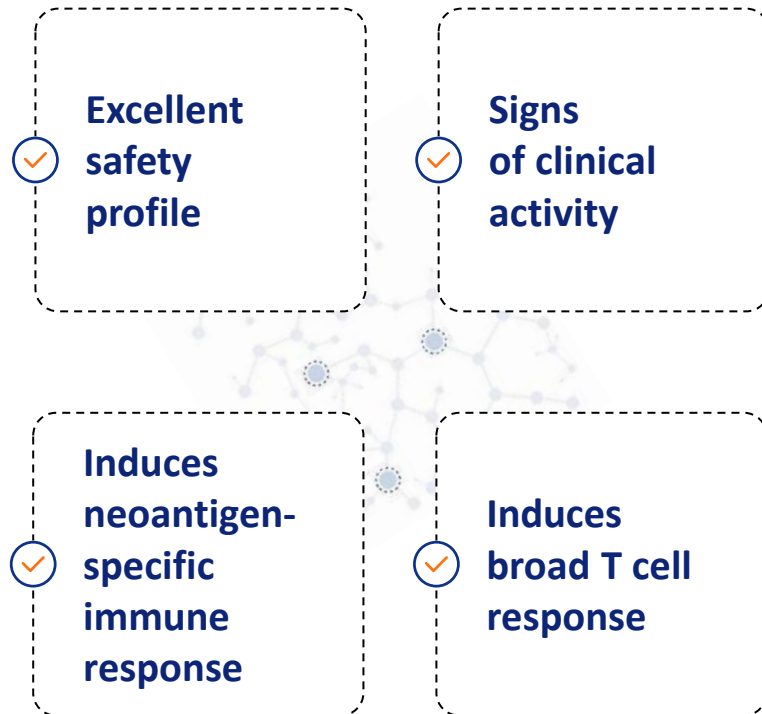 Excellent
safety
profile
Signs
of clinical
activity
Induces
neoantigen-
specific
immune
response
Induces
broad T cell
response